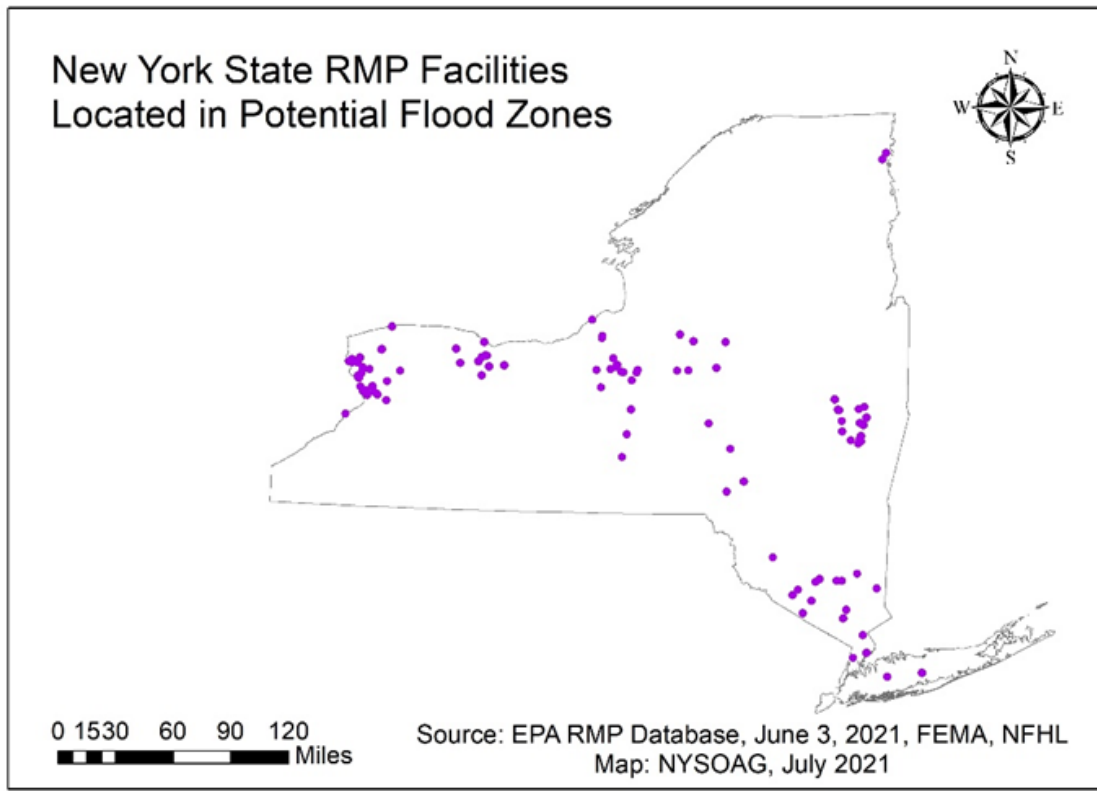 New York State RMP Facilities
Located in Potential Flood Zones
N
W E
S
0 1530 60 90 120
Miles
Source: EPA RMP Database, June 3, 2021, FEMA, NFHL
Map: NYSOAG, July 2021